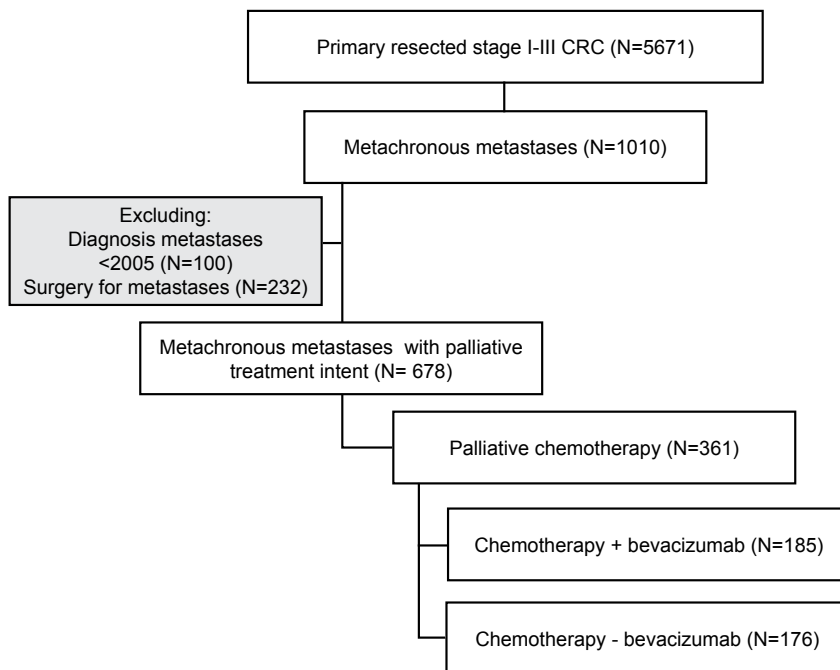 Primary resected stage I-III CRC (N=5671)
Metachronous metastases (N=1010)
Excluding:
Diagnosis metastases
<2005 (N=100)
Surgery for metastases (N=232)
Metachronous metastases  with palliative
treatment intent (N= 678)
Palliative chemotherapy (N=361)
Chemotherapy + bevacizumab (N=185)
Chemotherapy - bevacizumab (N=176)